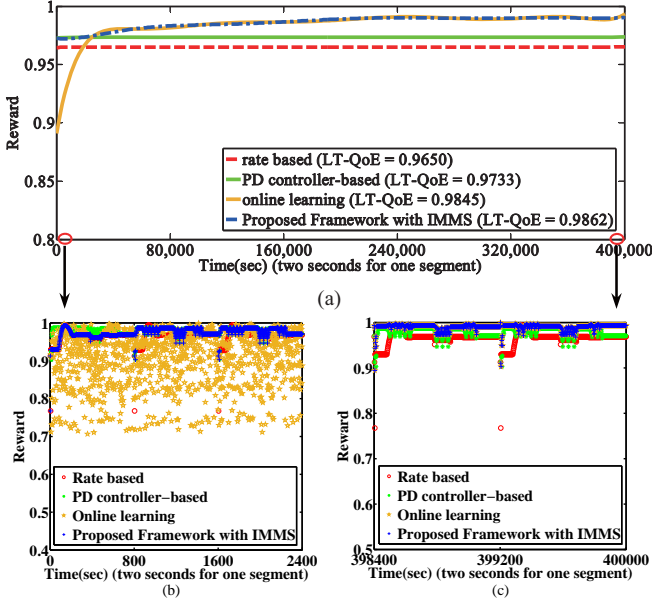 1
0.95
0.9
0.85
0.8
Reward
rate based (LT-QoE = 0.9650)
PD controller-based (LT-QoE = 0.9733)
online learning (LT-QoE = 0.9845)
Proposed Framework with IMMS (LT-QoE = 0.9862)
0 80,000 160,000 240,000 320,000 400,000
Time(sec) (two seconds for one segment)
(a)
1
0.9
0.8
0.7
0.6
0.5
0.4
Reward
Rate based
PD controller-based
Online learning
Proposed Framework with IMMS
0 800 1600 2400
Time(sec) (two seconds for one segment)
(b)
1
0.9
0.8
0.7
0.6
0.5
Reward
Rate based
PD controller-based
Online learning
Proposed Framework with IMMS
398400 399200 400000
Time(sec) (two seconds for one segment)
(c)